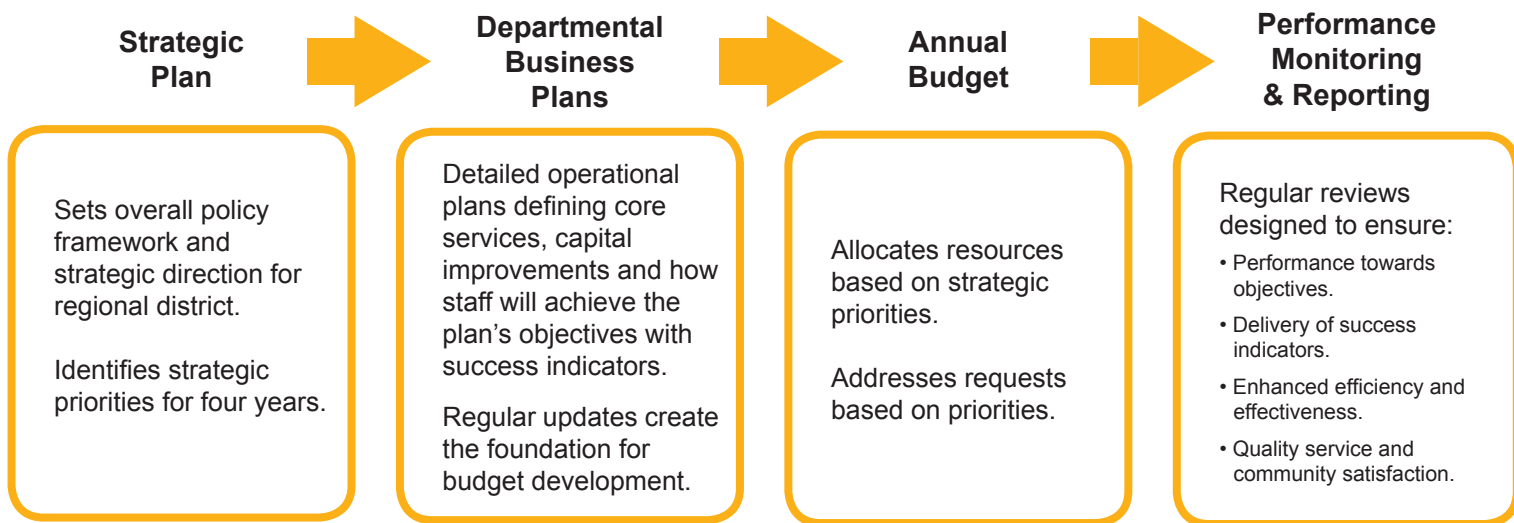 Strategic
Plan
Departmental
Business
Plans
Annual
Budget
Performance
Monitoring
& Reporting
Sets overall policy
framework and
strategic direction for
regional district.
Identifies strategic
priorities for four years.
Detailed operational
plans defining core
services, capital
improvements and how
staff will achieve the
plan’s objectives with
success indicators.
Regular updates create
the foundation for
budget development.
Allocates resources
based on strategic
priorities.
Addresses requests
based on priorities.
Regular reviews
designed to ensure:
• Performance towards
objectives.
• Delivery of success
indicators.
• Enhanced efficiency and
effectiveness.
• Quality service and
community satisfaction.